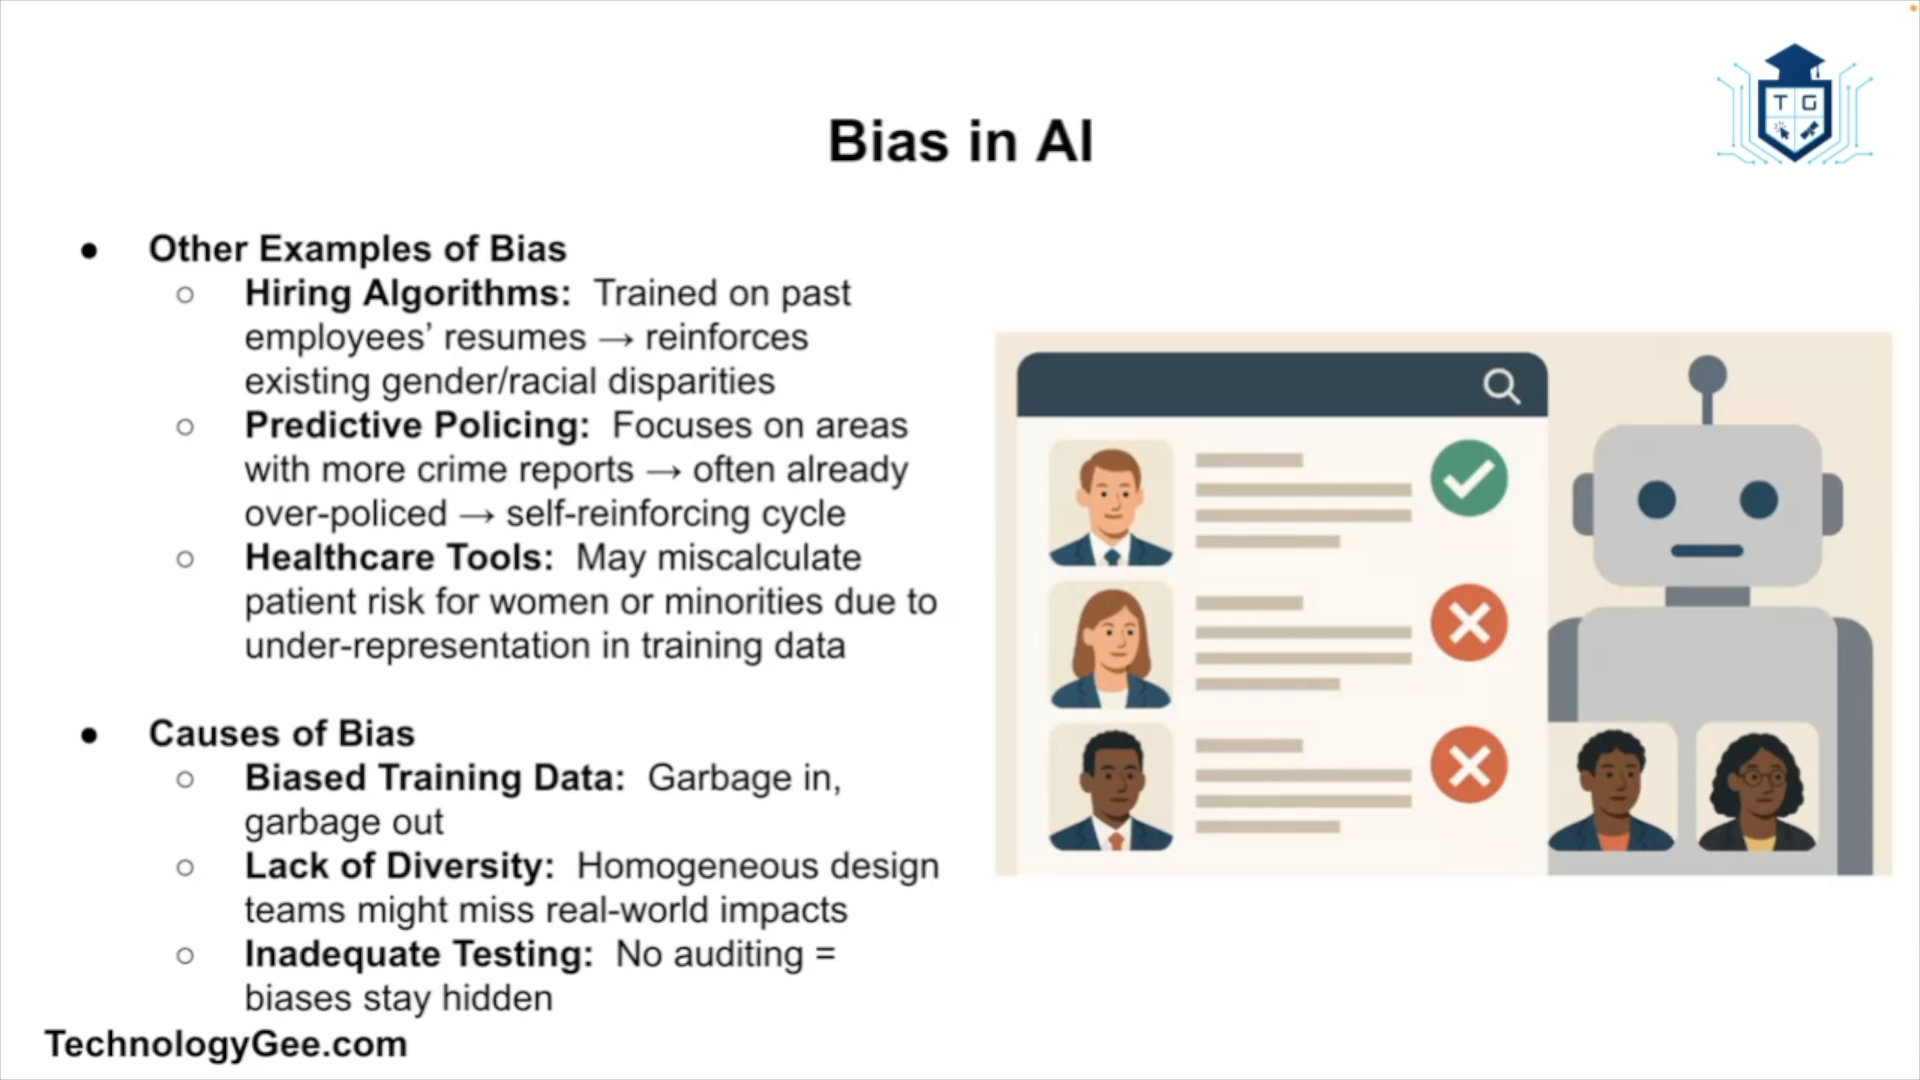 T G
Bias in AI
● Other Examples of Bias
○ Hiring Algorithms: Trained on past
employees’ resumes → reinforces
existing gender/racial disparities
○ Predictive Policing: Focuses on areas
with more crime reports → often already
over-policed → self-reinforcing cycle
○ Healthcare Tools: May miscalculate
patient risk for women or minorities due to
under-representation in training data
● Causes of Bias
○ Biased Training Data: Garbage in,
garbage out
○ Lack of Diversity: Homogeneous design
teams might miss real-world impacts
○ Inadequate Testing: No auditing =
biases stay hidden
TechnologyGee.com